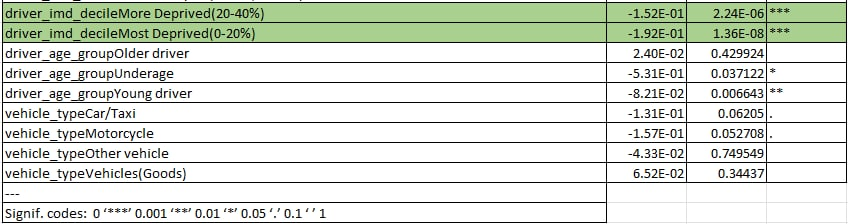 driver_imd_decileMore Deprived(20-40%) -1.52E-01 2.24E-06 ***
driver_imd_decileMost Deprived(0-20%) -1.92E-01 1.36E-08 ***
driver_age_groupOlder driver 2.40E-02 0.429924
driver_age_groupUnderage -5.31E-01 0.037122 *
driver_age_groupYoung driver -8.21E-02 0.006643 **
vehicle_typeCar/Taxi -1.31E-01 0.06205 .
vehicle_typeMotorcycle -1.57E-01 0.052708 .
vehicle_typeOther vehicle -4.33E-02 0.749549
vehicle_typeVehicles(Goods) 6.52E-02 0.34437
---
Signif. codes:  0 ‘***’ 0.001 ‘**’ 0.01 ‘*’ 0.05 ‘.’ 0.1 ‘ ’ 1